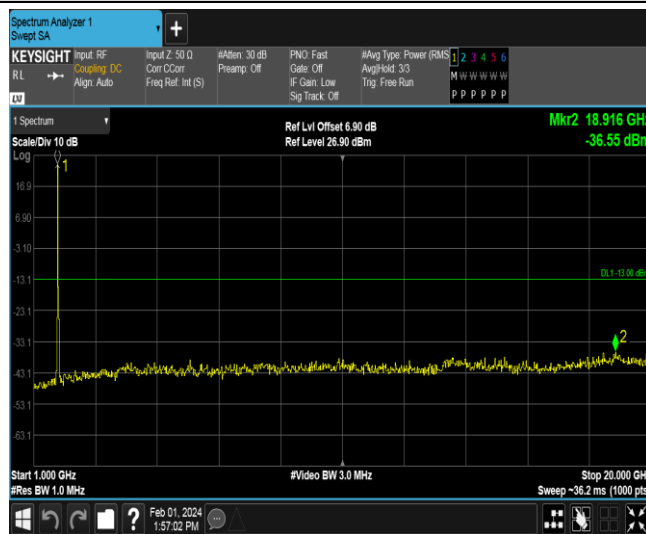 Spectrum Analyzer 1
Swept SA
+
KEYSIGHT
RL
LXI
Input: RF
Coupling: DC
Align: Auto
Input Z: 50 Ω
Corr CCorr
Freq Ref: Int (S)
#Atten: 30 dB
Preamp: Off
PNO: Fast
Gate: Off
IF Gain: Low
Sig Track: Off
#Avg Type: Power (RMS
Avg|Hold: 3/3
Trig: Free Run
1 2 3 4 5 6
M W W W W W
P P P P P P
1 Spectrum
Scale/Div 10 dB
Ref Lvl Offset 6.90 dB
Ref Level 26.90 dBm
Mkr2 18.916 GHz
-36.55 dBm
Log
1
16.9
6.90
-3.10
DL1 -13.00 dBm
-13.1
-23.1
-33.1
2
-43.1
-53.1
-63.1
Start 1.000 GHz
#Res BW 1.0 MHz
#Video BW 3.0 MHz
Stop 20.000 GHz
Sweep ~36.2 ms (1000 pts
?
Feb 01, 2024
1:57:02 PM